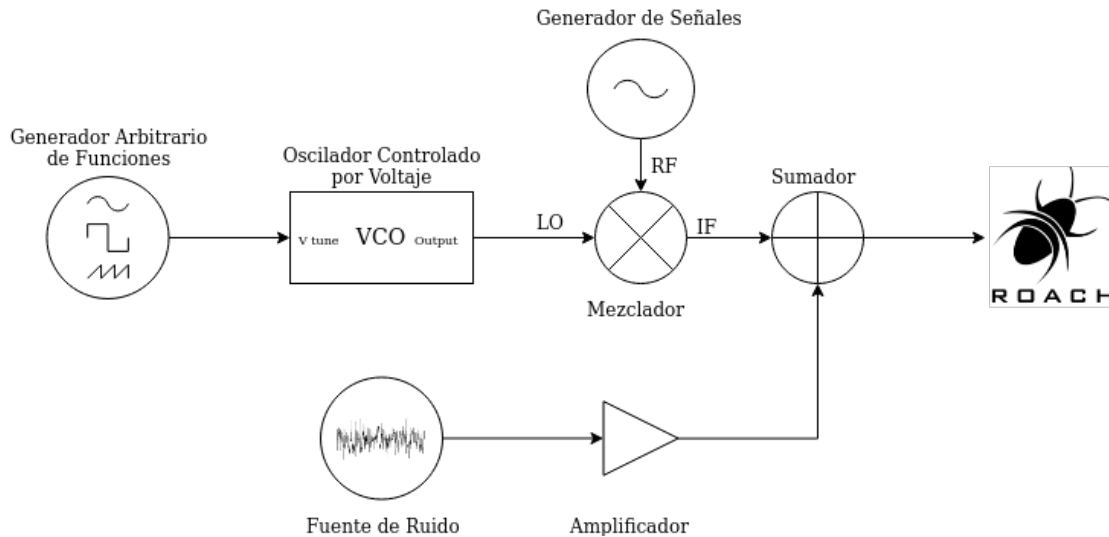 Generador de Señales
Generador Arbitrario
de Funciones
Oscilador Controlado
por Voltaje
RF
Sumador
V tune VCO Output
LO
IF
Mezclador
ROACH
Fuente de Ruido
Amplificador